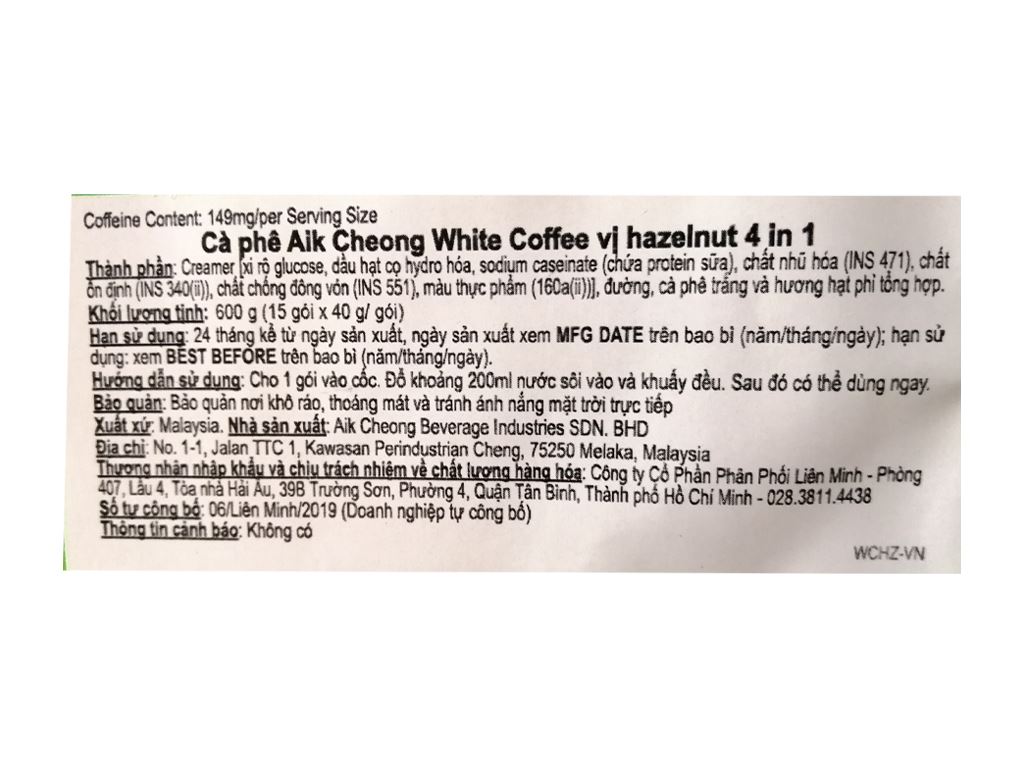 Coffeine Content: 149mg/per Serving Size
Cà phê Aik Cheong White Coffee vị hazelnut 4 in 1
Thành phần: Creamer [xi rô glucose, dầu hạt cọ hydro hóa, sodium caseinate (chứa protein sữa), chất nhũ hóa (INS 471), chất
ổn định (INS 340(ii)), chất chống đông vón (INS 551), màu thực phẩm (160a(ii))], đường, cà phê trắng và hương hạt phỉ tổng hợp.
Khối lượng tịnh: 600 g (15 gói x 40 g/ gói)
Hạn sử dụng: 24 tháng kể từ ngày sản xuất, ngày sản xuất xem MFG DATE trên bao bì (năm/tháng/ngày); hạn sử
dụng: xem BEST BEFORE trên bao bì (năm/tháng/ngày).
Hướng dẫn sử dụng: Cho 1 gói vào cốc. Đổ khoảng 200ml nước sôi vào và khuấy đều. Sau đó có thể dùng ngay.
Bảo quản: Bảo quản nơi khô ráo, thoáng mát và tránh ánh nắng mặt trời trực tiếp
Xuất xứ: Malaysia. Nhà sản xuất: Aik Cheong Beverage Industries SDN. BHD
Địa chỉ: No. 1-1, Jalan TTC 1, Kawasan Perindustrian Cheng, 75250 Melaka, Malaysia
Thương nhân nhập khẩu và chịu trách nhiệm về chất lượng hàng hóa: Công ty Cổ Phần Phân Phối Liên Minh - Phòng
407, Lầu 4, Tòa nhà Hải Âu, 39B Trường Sơn, Phường 4, Quận Tân Bình, Thành phố Hồ Chí Minh - 028.3811.4438
Số tự công bố: 06/Liên Minh/2019 (Doanh nghiệp tự công bố)
Thông tin cảnh báo: Không có
WCHZ-VN